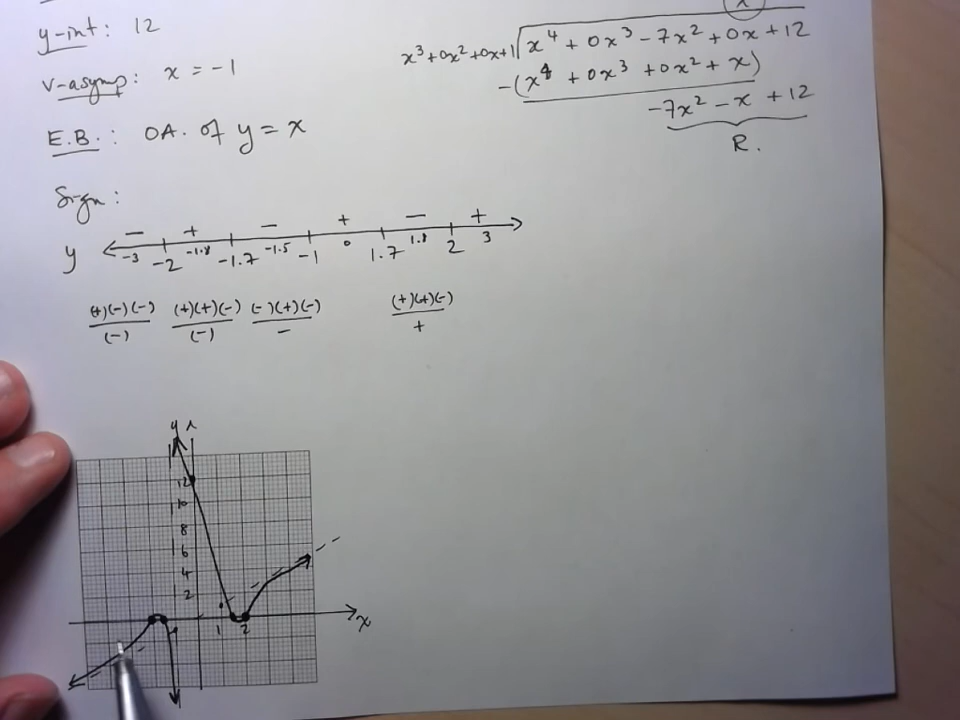 y-int: 12
V-asymp: x = -1
E.B.: OA. of y = x
Sign:
− + − + − +
y -3 -2 -1.8 -1.7 -1.5 -1 0 1.7 1.8 2 3
(+)(-)(-) (+)(+)(-) (-)(+)(-) (+)(+)(-)
(-) (-) - +
x
x³+0x²+0x+1 x⁴ + 0x³ - 7x² + 0x + 12
-(x⁴ + 0x³ + 0x² + x)
-7x² - x + 12
R.
y
12
10
8
6
4
2
1 2 x